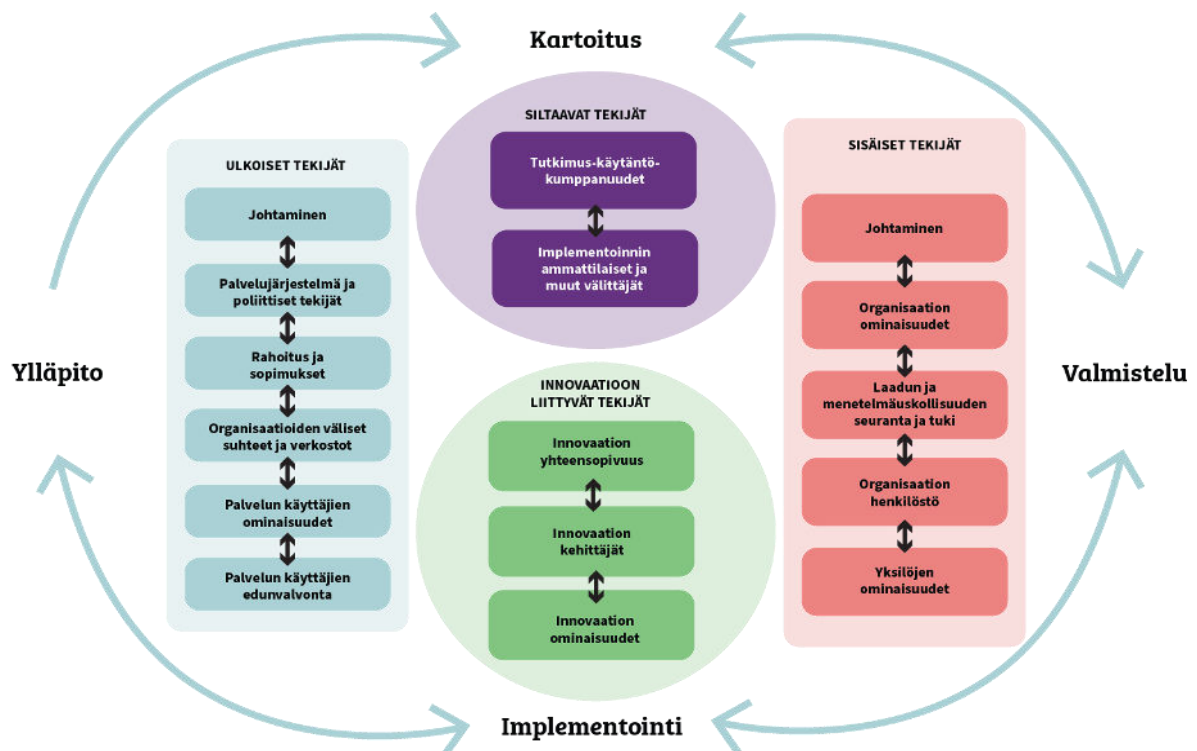 Kartoitus
ULKOISET TEKIJÄT
Johtaminen
Palvelujärjestelmä ja
poliittiset tekijät
Rahoitus ja
sopimukset
Organisaatioiden väliset
suhteet ja verkostot
Palvelun käyttäjien
ominaisuudet
Palvelun käyttäjien
edunvalvonta
SILTAAVAT TEKIJÄT
Tutkimus-käytäntö-
kumppanuudet
Implementoinnin
ammattilaiset ja
muut välittäjät
INNOVAATIOON
LIITTYVÄT TEKIJÄT
Innovaation
yhteensopivuus
Innovaation
kehittäjät
Innovaation
ominaisuudet
SISÄISET TEKIJÄT
Johtaminen
Organisaation
ominaisuudet
Laadun ja
menetelmäuskollisuuden
seuranta ja tuki
Organisaation
henkilöstö
Yksilöjen
ominaisuudet
Ylläpito
Valmistelu
Implementointi